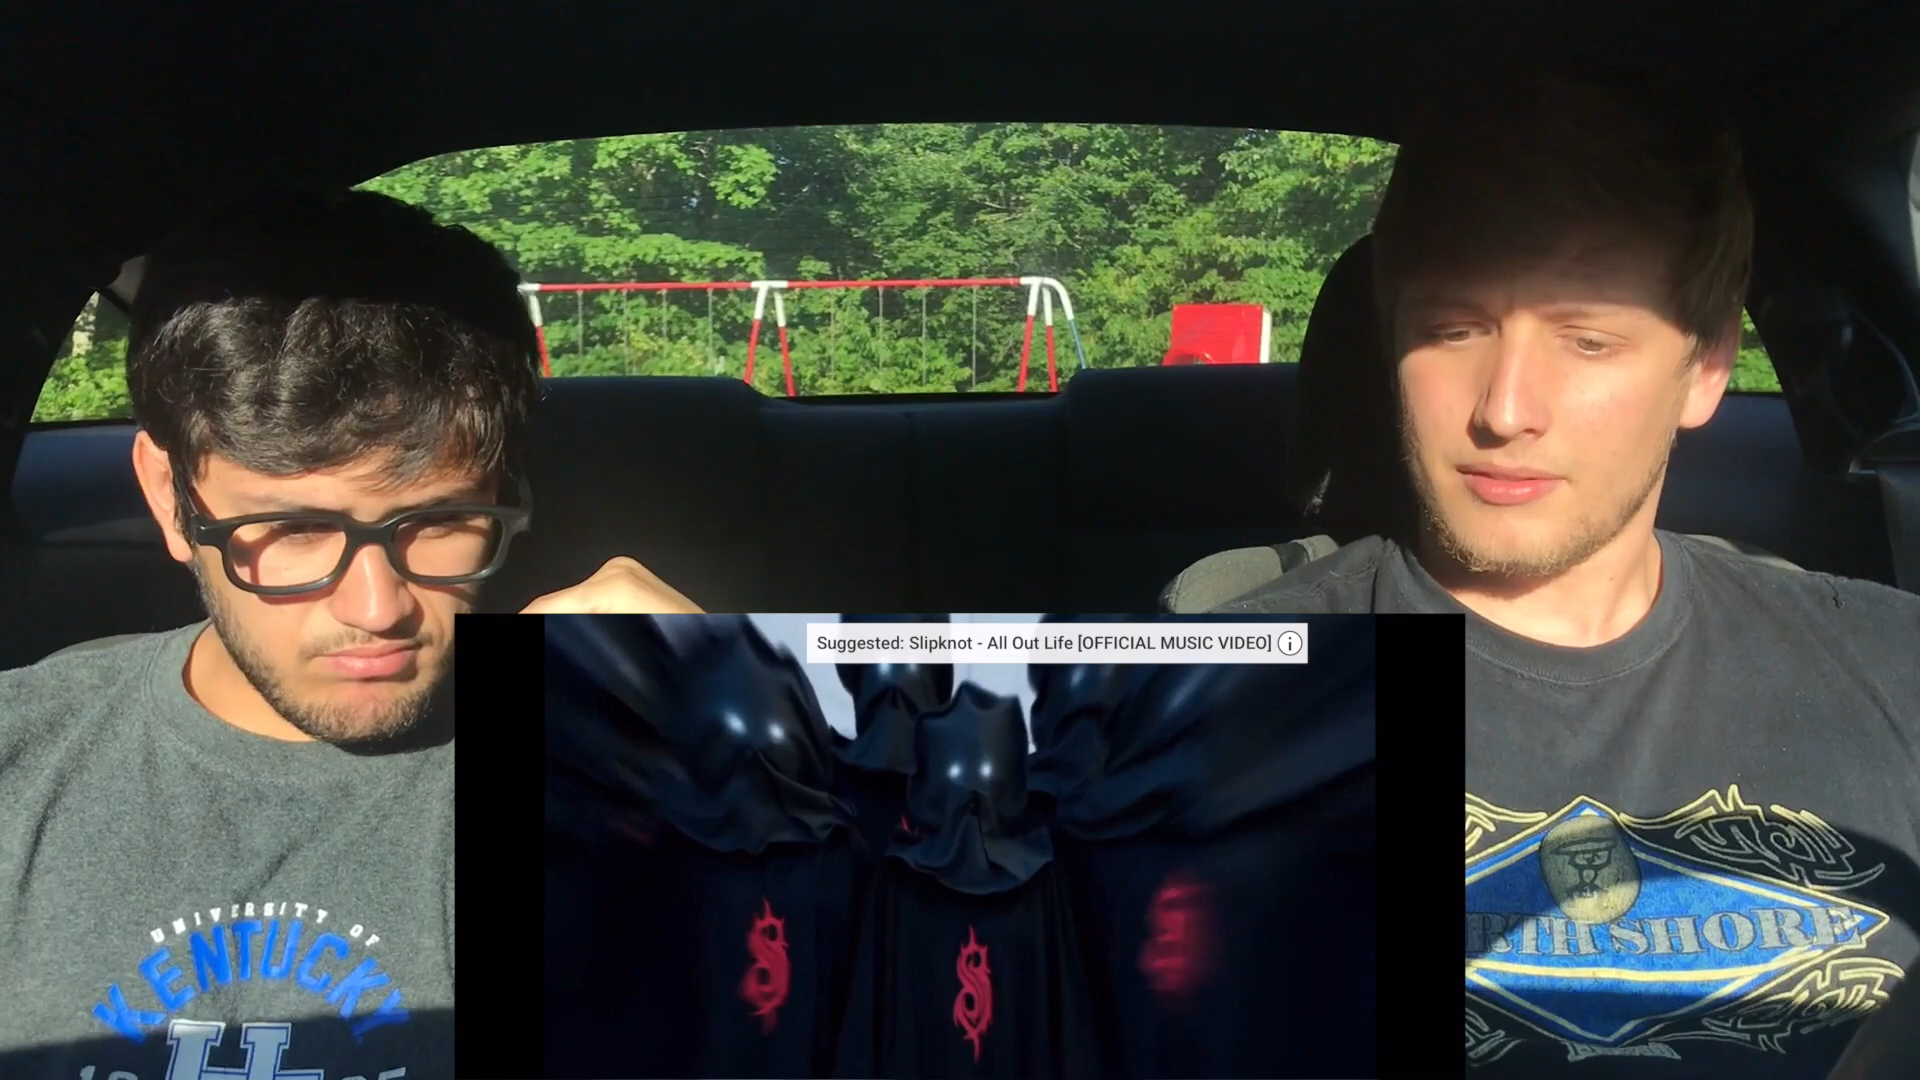 Suggested: Slipknot - All Out Life [OFFICIAL MUSIC VIDEO]
UNIVERSITY OF
KENTUCKY
RTH SHORE